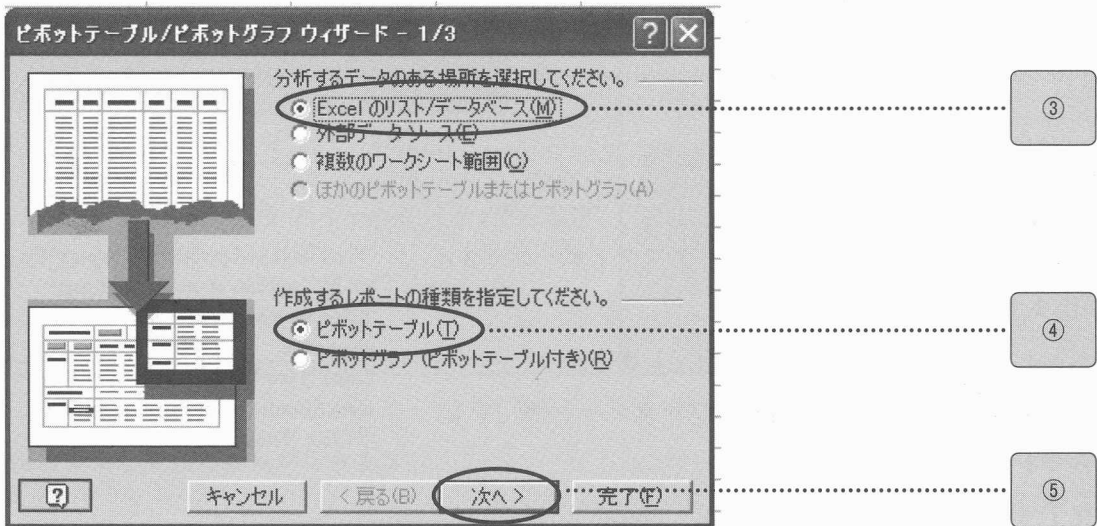 ピボットテーブル/ピボットグラフ ウィザード - 1/3
分析するデータのある場所を選択してください。
Excel のリスト/データベース(M)
外部データ ソース(E)
複数のワークシート範囲(C)
ほかのピボットテーブルまたはピボットグラフ(A)
作成するレポートの種類を指定してください。
ピボットテーブル(T)
ピボットグラフ (ピボットテーブル付き)(R)
キャンセル
< 戻る(B)
次へ >
完了(F)
③
④
⑤